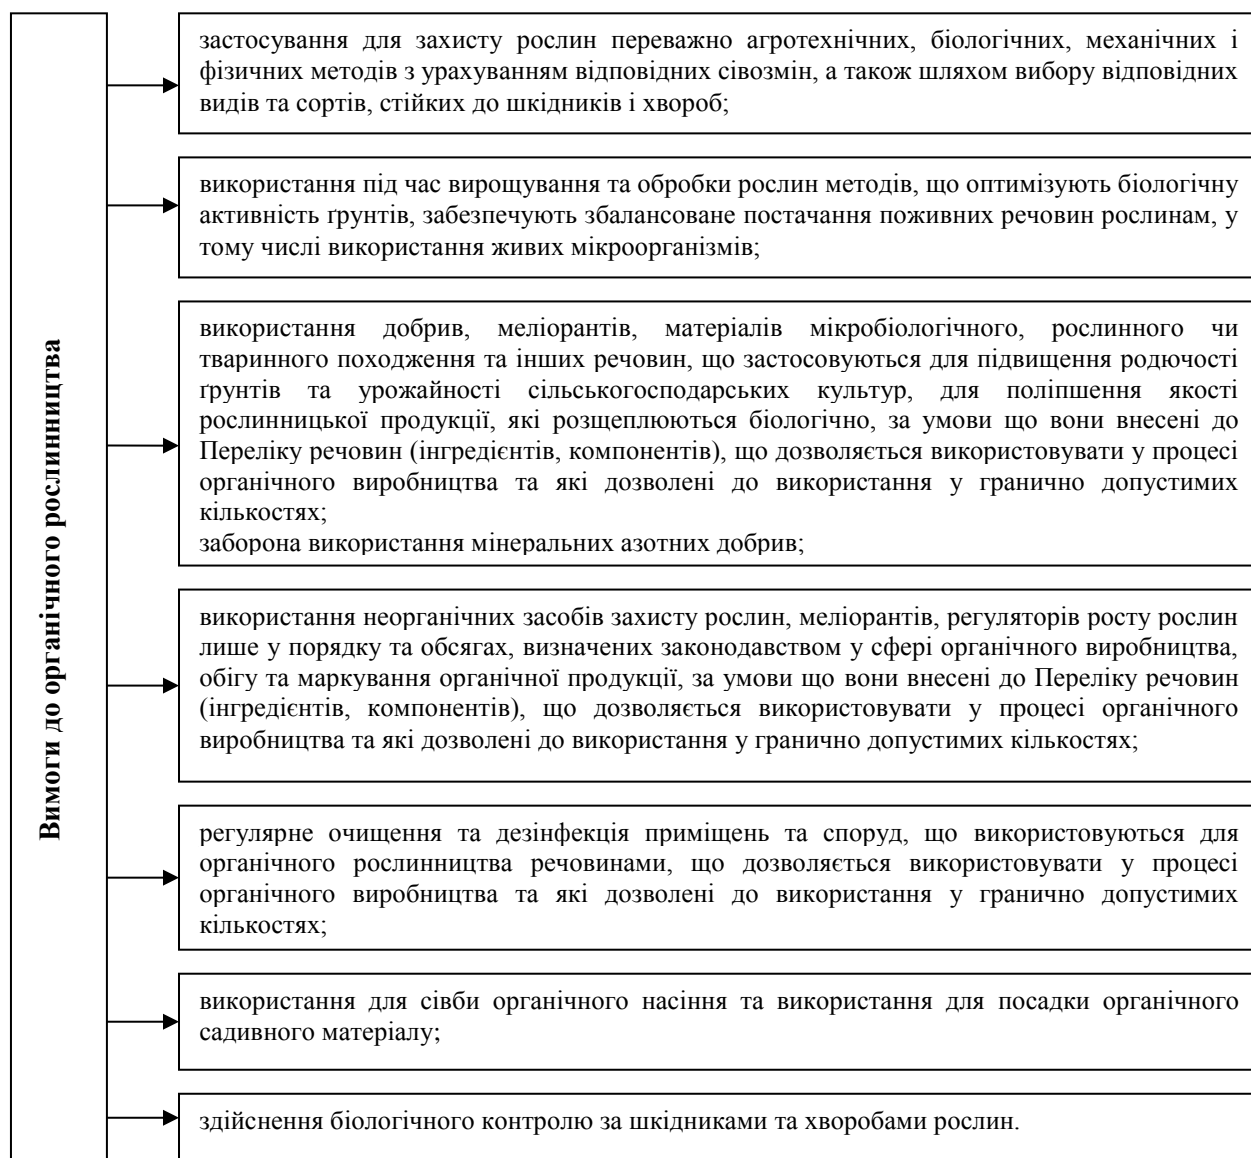 Вимоги до органічного рослинництва
застосування для захисту рослин переважно агротехнічних, біологічних, механічних і
фізичних методів з урахуванням відповідних сівозмін, а також шляхом вибору відповідних
видів та сортів, стійких до шкідників і хвороб;
використання під час вирощування та обробки рослин методів, що оптимізують біологічну
активність ґрунтів, забезпечують збалансоване постачання поживних речовин рослинам, у
тому числі використання живих мікроорганізмів;
використання добрив, меліорантів, матеріалів мікробіологічного, рослинного чи
тваринного походження та інших речовин, що застосовуються для підвищення родючості
ґрунтів та урожайності сільськогосподарських культур, для поліпшення якості
рослинницької продукції, які розщеплюються біологічно, за умови що вони внесені до
Переліку речовин (інгредієнтів, компонентів), що дозволяється використовувати у процесі
органічного виробництва та які дозволені до використання у гранично допустимих
кількостях;
заборона використання мінеральних азотних добрив;
використання неорганічних засобів захисту рослин, меліорантів, регуляторів росту рослин
лише у порядку та обсягах, визначених законодавством у сфері органічного виробництва,
обігу та маркування органічної продукції, за умови що вони внесені до Переліку речовин
(інгредієнтів, компонентів), що дозволяється використовувати у процесі органічного
виробництва та які дозволені до використання у гранично допустимих кількостях;
регулярне очищення та дезінфекція приміщень та споруд, що використовуються для
органічного рослинництва речовинами, що дозволяється використовувати у процесі
органічного виробництва та які дозволені до використання у гранично допустимих
кількостях;
використання для сівби органічного насіння та використання для посадки органічного
садивного матеріалу;
здійснення біологічного контролю за шкідниками та хворобами рослин.